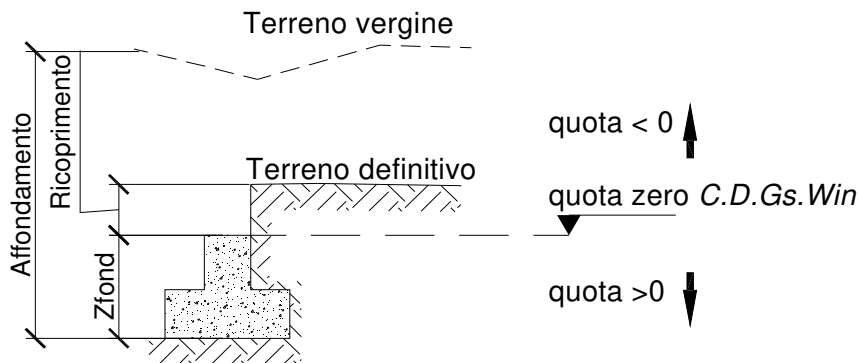 Terreno vergine
Affondamento
Ricoprimento
quota < 0
Terreno definitivo
quota zero C.D.Gs.Win
Zfond
quota >0